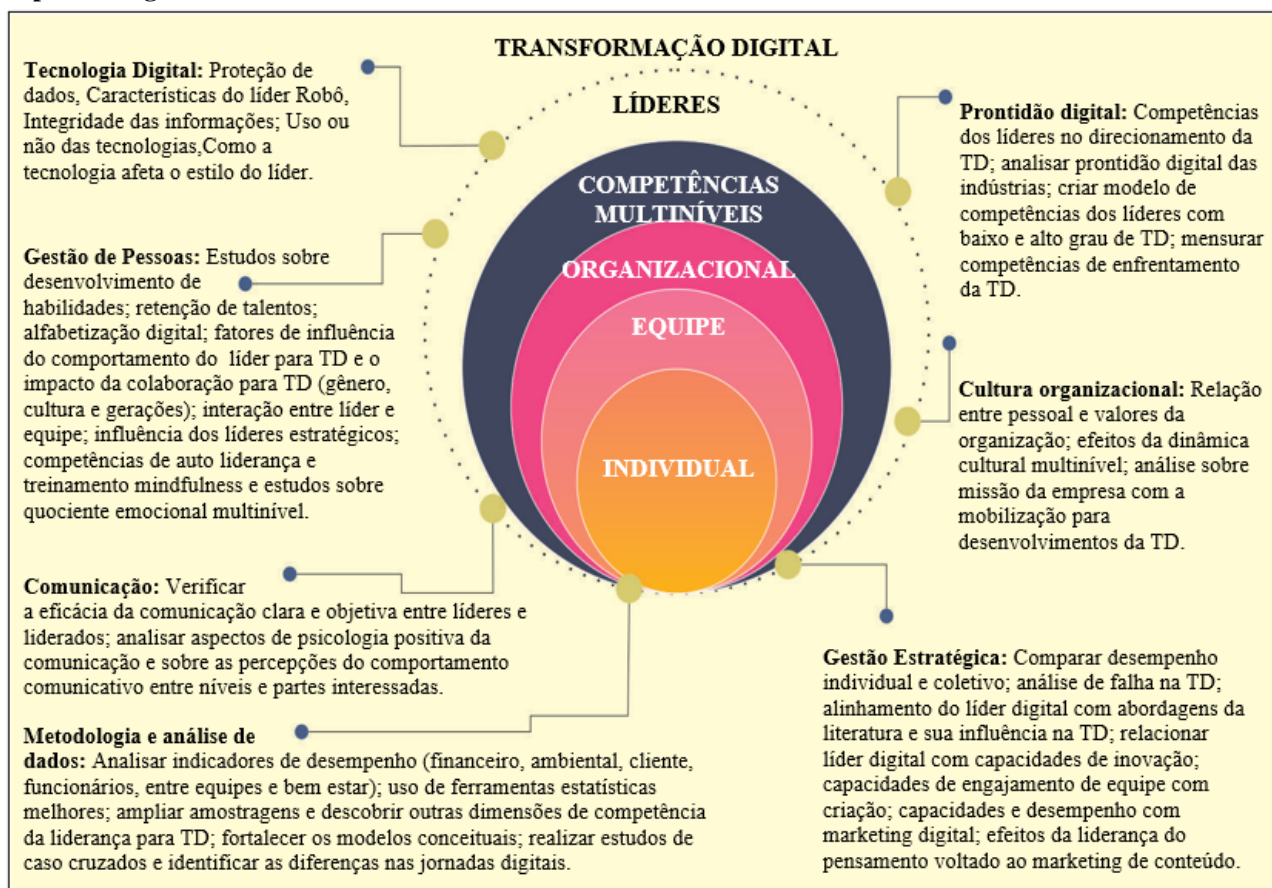 TRANSFORMAÇÃO DIGITAL
LÍDERES
COMPETÊNCIAS
MULTINÍVEIS
ORGANIZACIONAL
EQUIPE
INDIVIDUAL
Tecnologia Digital: Proteção de
dados, Características do líder Robô,
Integridade das informações; Uso ou
não das tecnologias,Como a
tecnologia afeta o estilo do líder.
Gestão de Pessoas: Estudos sobre
desenvolvimento de
habilidades; retenção de talentos;
alfabetização digital; fatores de influência
do comportamento do líder para TD e o
impacto da colaboração para TD (gênero,
cultura e gerações); interação entre líder e
equipe; influência dos líderes estratégicos;
competências de auto liderança e
treinamento mindfulness e estudos sobre
quociente emocional multinível.
Comunicação: Verificar
a eficácia da comunicação clara e objetiva entre líderes e
liderados; analisar aspectos de psicologia positiva da
comunicação e sobre as percepções do comportamento
comunicativo entre níveis e partes interessadas.
Metodologia e análise de
dados: Analisar indicadores de desempenho (financeiro, ambiental, cliente,
funcionários, entre equipes e bem estar); uso de ferramentas estatísticas
melhores; ampliar amostragens e descobrir outras dimensões de competência
da liderança para TD; fortalecer os modelos conceituais; realizar estudos de
caso cruzados e identificar as diferenças nas jornadas digitais.
Prontidão digital: Competências
dos líderes no direcionamento da
TD; analisar prontidão digital das
indústrias; criar modelo de
competências dos líderes com
baixo e alto grau de TD; mensurar
competências de enfrentamento
da TD.
Cultura organizacional: Relação
entre pessoal e valores da
organização; efeitos da dinâmica
cultural multinível; análise sobre
missão da empresa com a
mobilização para
desenvolvimentos da TD.
Gestão Estratégica: Comparar desempenho
individual e coletivo; análise de falha na TD;
alinhamento do líder digital com abordagens da
literatura e sua influência na TD; relacionar
líder digital com capacidades de inovação;
capacidades de engajamento de equipe com
criação; capacidades e desempenho com
marketing digital; efeitos da liderança do
pensamento voltado ao marketing de conteúdo.